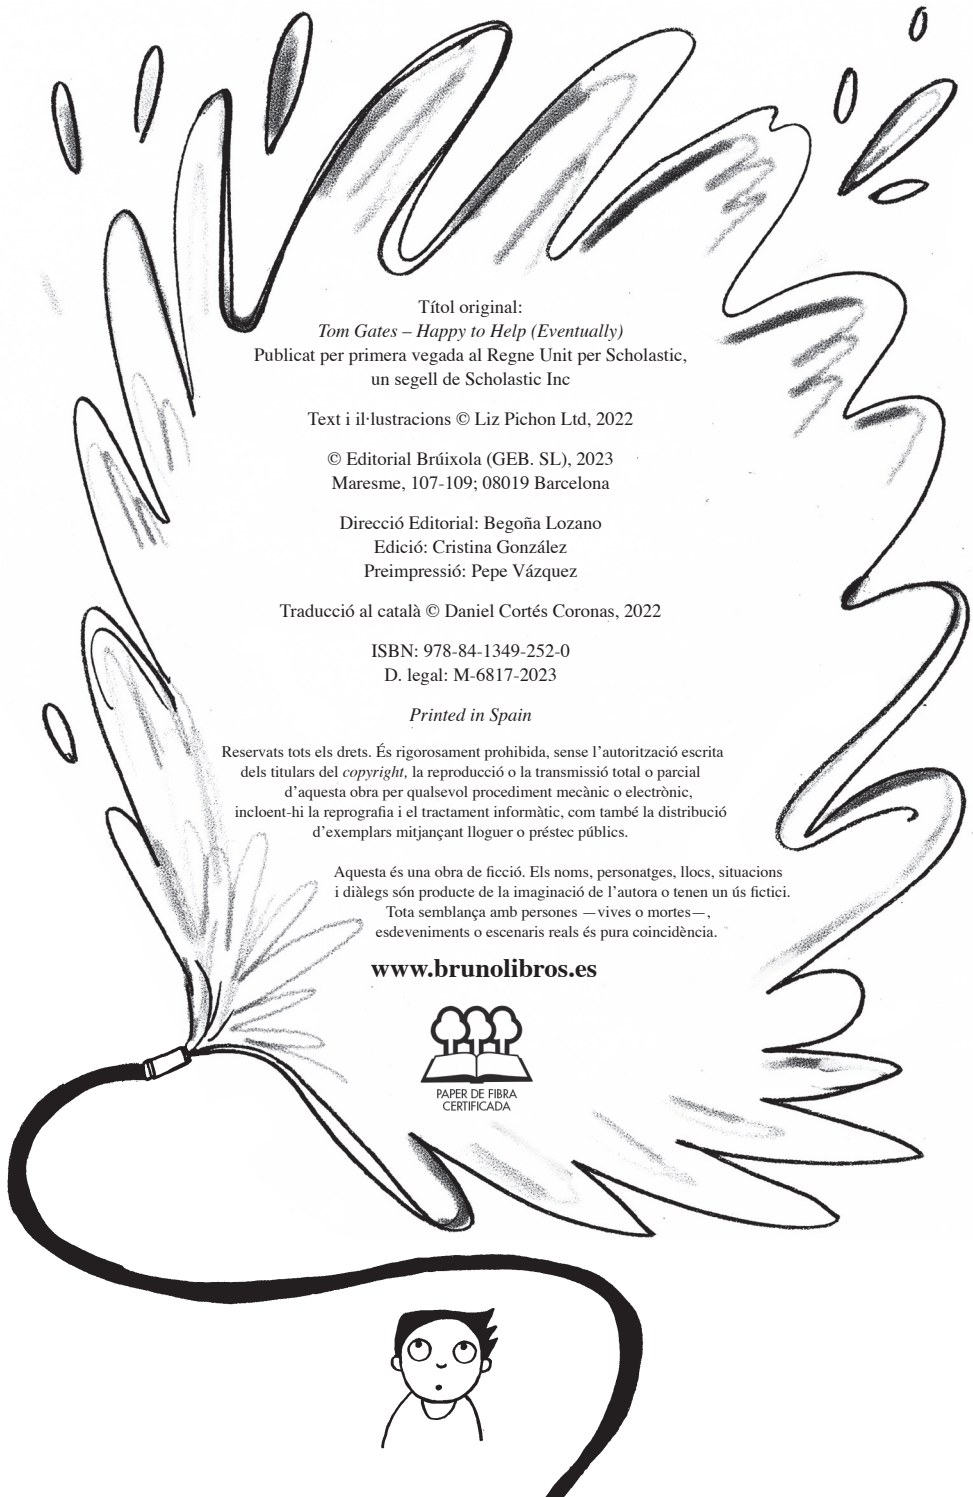 Títol original:
Tom Gates – Happy to Help (Eventually)
Publicat per primera vegada al Regne Unit per Scholastic,
un segell de Scholastic Inc
Text i il·lustracions © Liz Pichon Ltd, 2022
© Editorial Brúixola (GEB. SL), 2023
Maresme, 107-109; 08019 Barcelona
Direcció Editorial: Begoña Lozano
Edició: Cristina González
Preimpressió: Pepe Vázquez
Traducció al català © Daniel Cortés Coronas, 2022
ISBN: 978-84-1349-252-0
D. legal: M-6817-2023
Printed in Spain
Reservats tots els drets. És rigorosament prohibida, sense l’autorització escrita
dels titulars del copyright, la reproducció o la transmissió total o parcial
d’aquesta obra per qualsevol procediment mecànic o electrònic,
incloent-hi la reprografia i el tractament informàtic, com també la distribució
d’exemplars mitjançant lloguer o préstec públics.
Aquesta és una obra de ficció. Els noms, personatges, llocs, situacions
i diàlegs són producte de la imaginació de l’autora o tenen un ús fictici.
Tota semblança amb persones —vives o mortes—,
esdeveniments o escenaris reals és pura coincidència.
www.brunolibros.es
PAPER DE FIBRA
CERTIFICADA